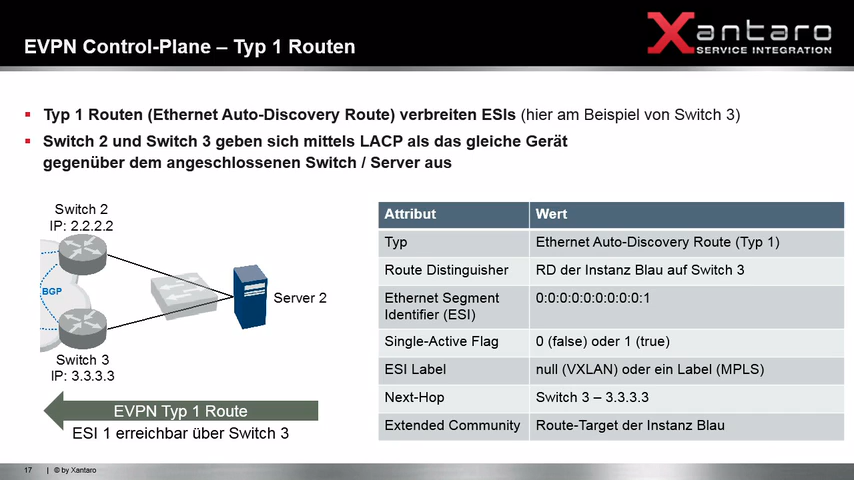 EVPN Control-Plane – Typ 1 Routen
Xantaro
SERVICE INTEGRATION
Typ 1 Routen (Ethernet Auto-Discovery Route) verbreiten ESIs (hier am Beispiel von Switch 3)
Switch 2 und Switch 3 geben sich mittels LACP als das gleiche Gerät
gegenüber dem angeschlossenen Switch / Server aus
Switch 2
IP: 2.2.2.2
BGP
Server 2
Switch 3
IP: 3.3.3.3
EVPN Typ 1 Route
ESI 1 erreichbar über Switch 3
Attribut Wert
Typ Ethernet Auto-Discovery Route (Typ 1)
Route Distinguisher RD der Instanz Blau auf Switch 3
Ethernet Segment 0:0:0:0:0:0:0:0:0:1
Identifier (ESI)
Single-Active Flag 0 (false) oder 1 (true)
ESI Label null (VXLAN) oder ein Label (MPLS)
Next-Hop Switch 3 – 3.3.3.3
Extended Community Route-Target der Instanz Blau
17 | © by Xantaro